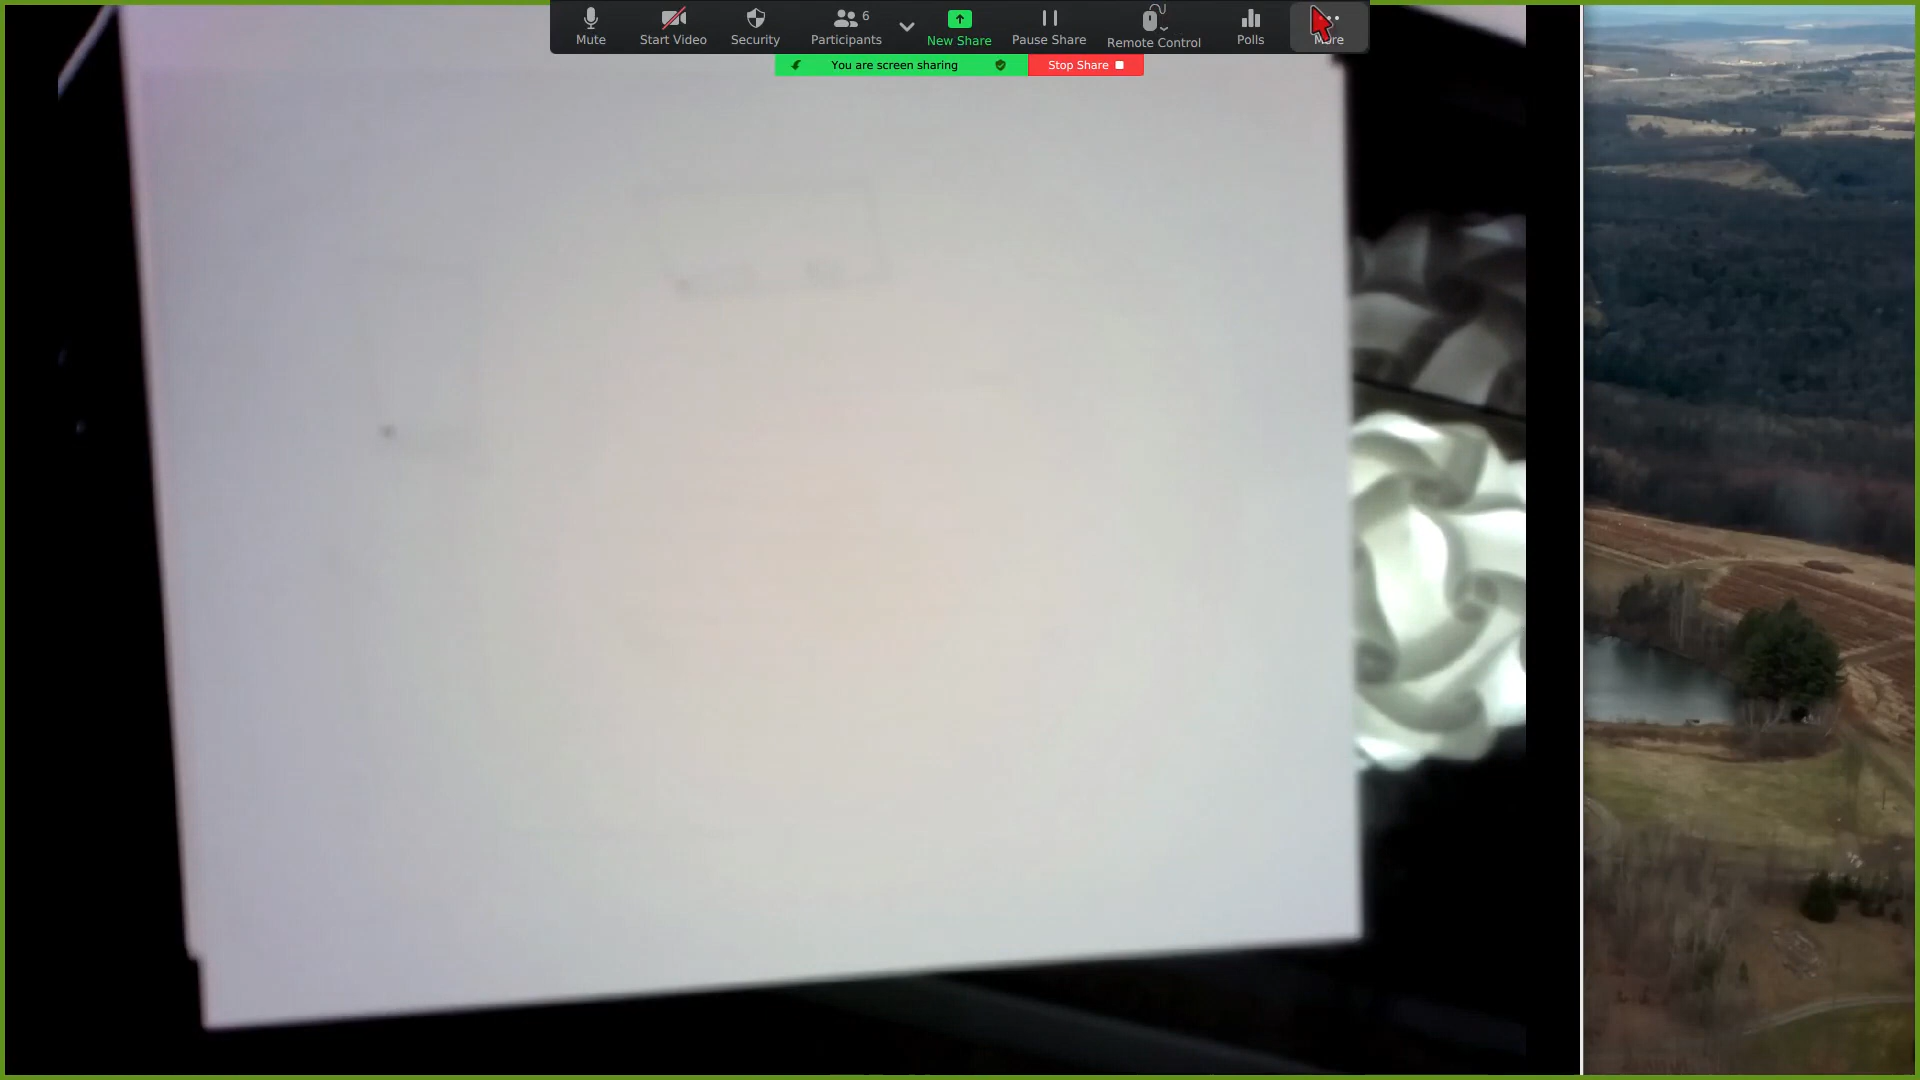 Mute
Start Video
Security
Participants
6
New Share
Pause Share
Remote Control
Polls
More
You are screen sharing
Stop Share